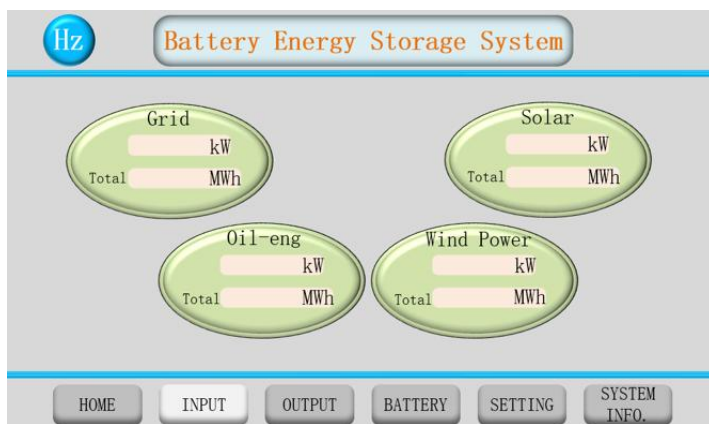 Hz
Battery Energy Storage System
Grid
kW
Total MWh
Solar
kW
Total MWh
Oil-eng
kW
Total MWh
Wind Power
kW
Total MWh
HOME
INPUT
OUTPUT
BATTERY
SETTING
SYSTEM
INFO.